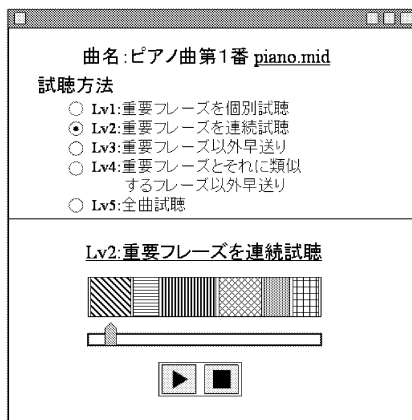 曲名:ピアノ曲第1番 piano.mid
試聴方法
Lv1:重要フレーズを個別試聴
Lv2:重要フレーズを連続試聴
Lv3:重要フレーズ以外早送り
Lv4:重要フレーズとそれに類似
するフレーズ以外早送り
Lv5:全曲試聴
Lv2:重要フレーズを連続試聴